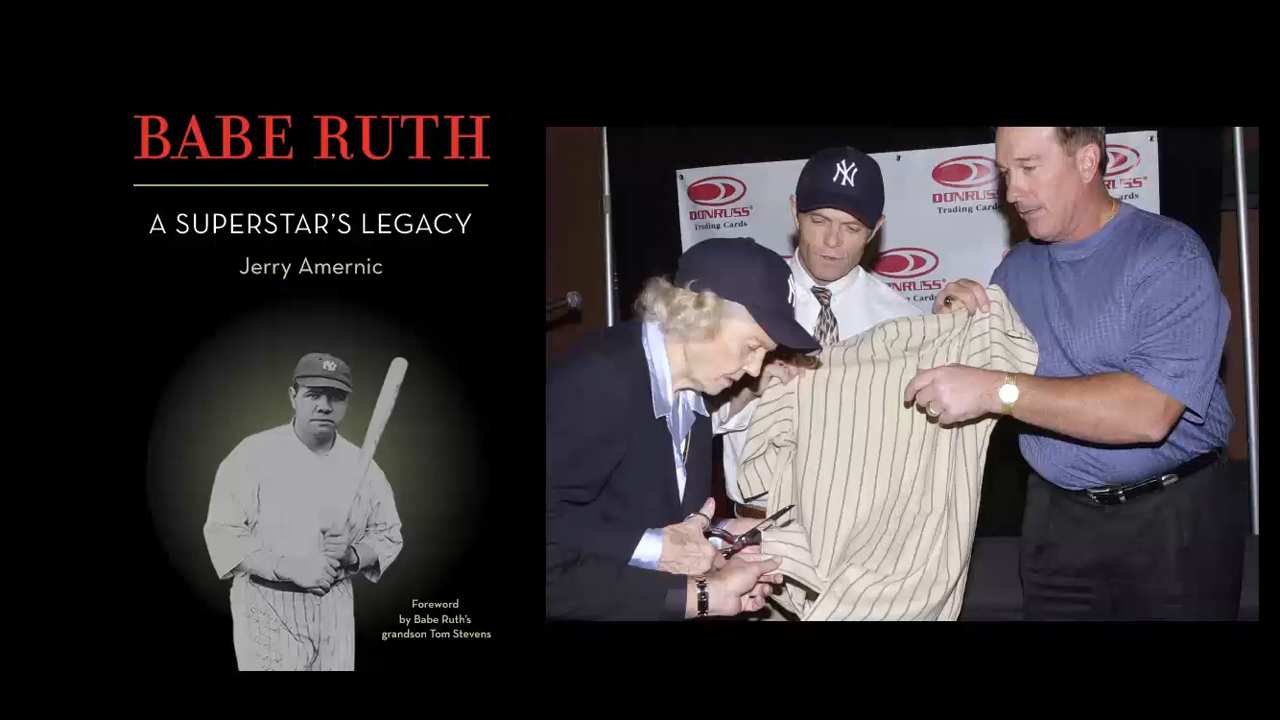 BABE RUTH
A SUPERSTAR'S LEGACY
Jerry Amernic
Foreword
by Babe Ruth's
grandson Tom Stevens
NY
DONRUSS
Trading Cards
DONRUSS
Trading Cards